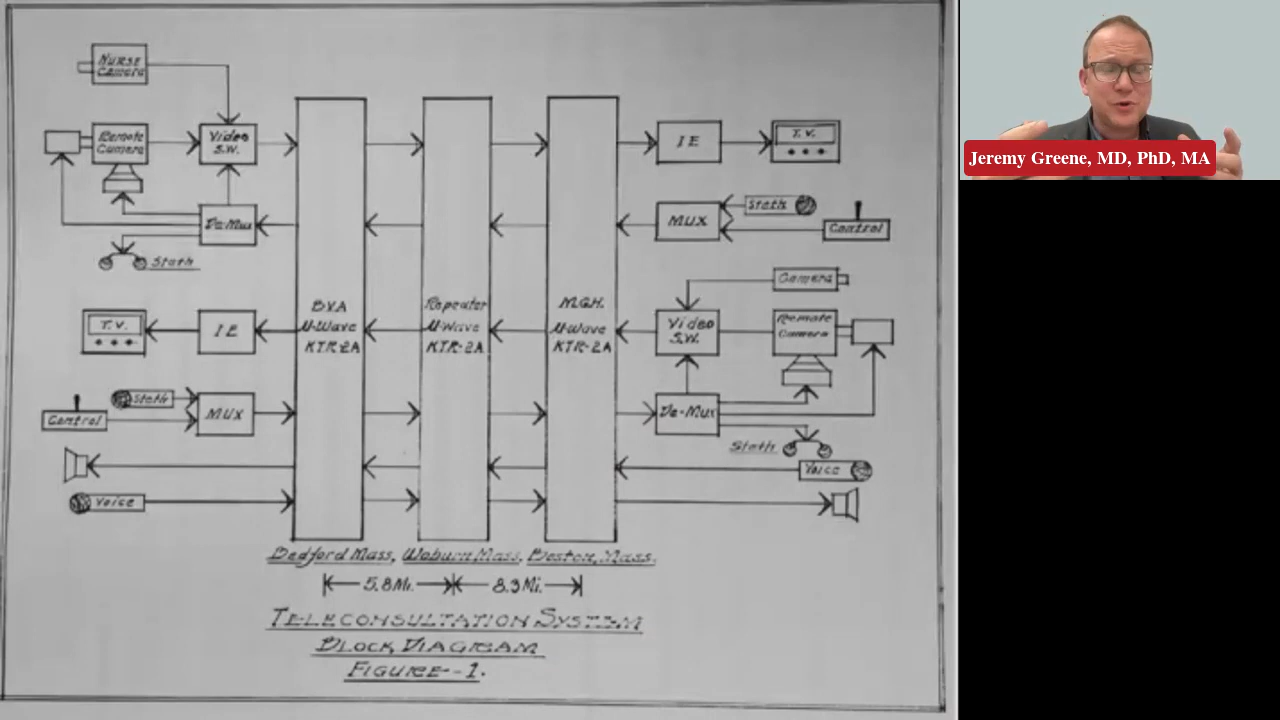 NURSE
Camera
Remote
Camera
Video
S.W.
De-Mux
Steth
B.V.A
U-Wave
KTR-2A
Repeater
U-Wave
KTR-2A
M.G.H.
U-Wave
KTR-2A
IE
T.V.
MUX
Steth
Control
Camera
Video
S.W.
Remote
Camera
De-Mux
Steth
Voice
T.V.
IE
Steth
Control
MUX
Voice
Bedford Mass, Woburn Mass, Boston, Mass.
5.8 Mi. 8.3 Mi.
TELECONSULTATION SYSTEM
BLOCK DIAGRAM
FIGURE-1.
Jeremy Greene, MD, PhD, MA